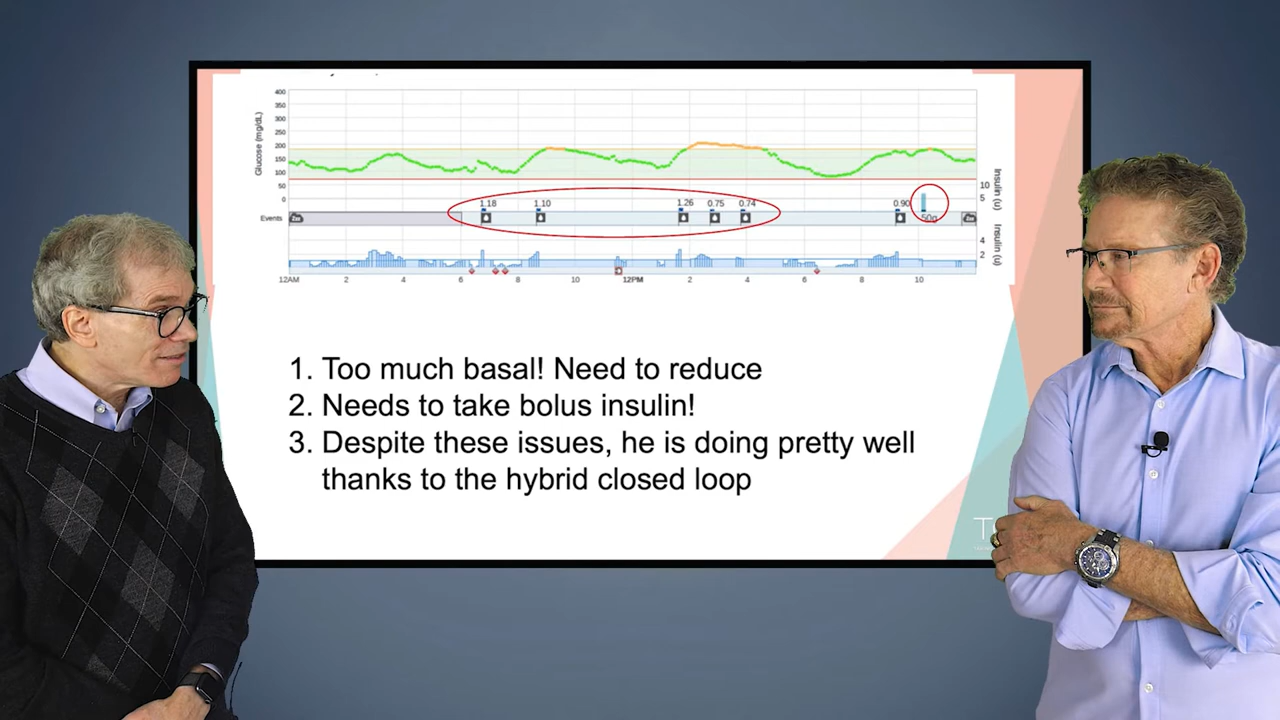 400
350
300
250
200
150
100
50
0
Glucose (mg/dL)
10
5
Insulin (u)
1.18 1.10 1.26 0.75 0.74 0.90
50g
Events
4
2
Insulin (u)
12AM 2 4 6 8 10 12PM 2 4 6 8 10
1. Too much basal! Need to reduce
2. Needs to take bolus insulin!
3. Despite these issues, he is doing pretty well
thanks to the hybrid closed loop